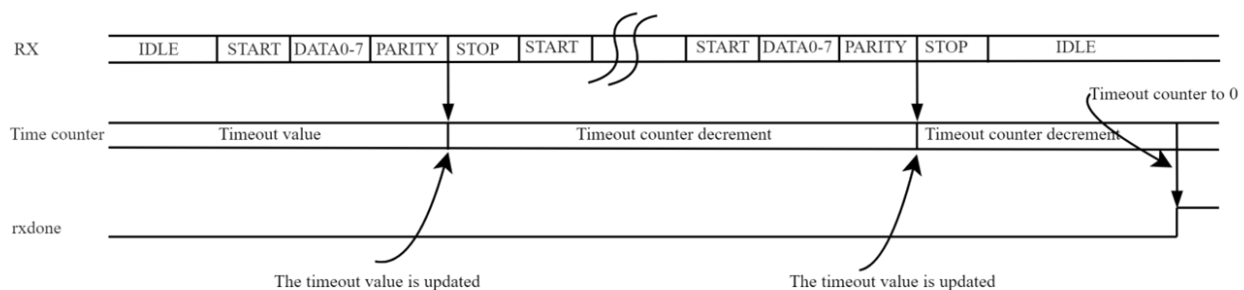 RX IDLE START DATA0-7 PARITY STOP START START DATA0-7 PARITY STOP IDLE
Timeout counter to 0
Time counter Timeout value Timeout counter decrement Timeout counter decrement
rxdone
The timeout value is updated The timeout value is updated